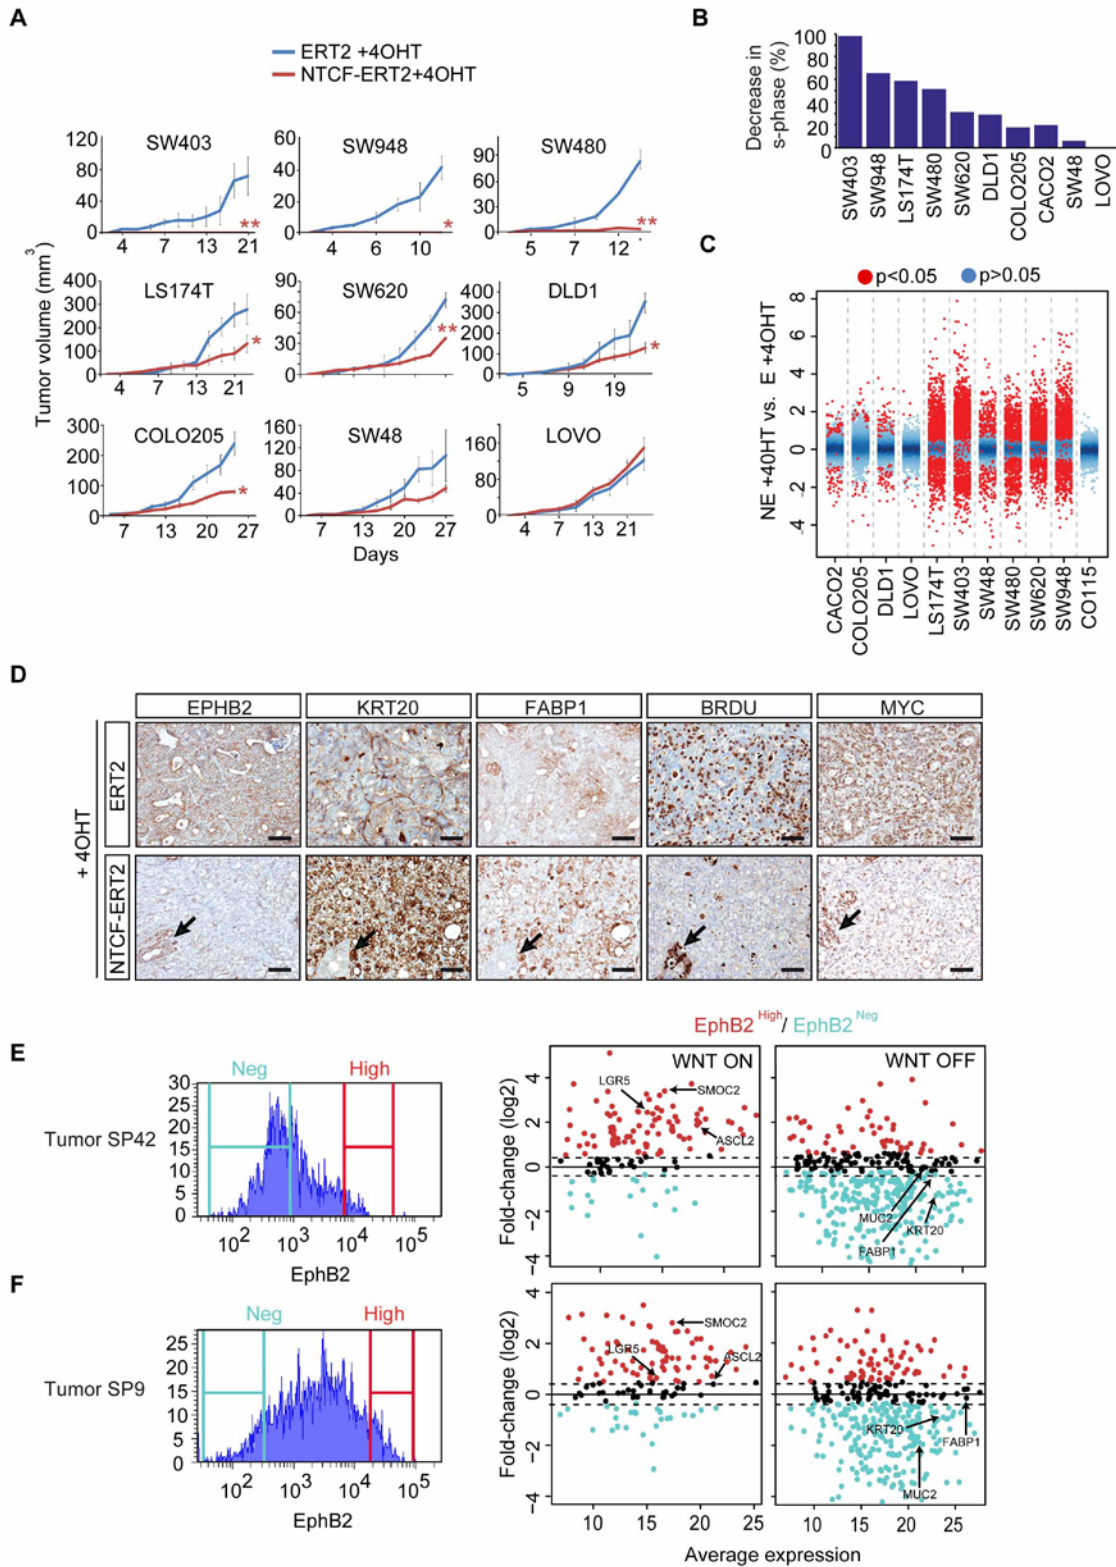 A
ERT2 +4OHT
NTCF-ERT2+4OHT
Tumor volume (mm³)
SW403
120
80
40
0
4 7 13 21
**
SW948
60
40
20
0
4 6 10
*
SW480
90
60
30
0
5 7 12
**
LS174T
400
300
200
100
0
4 7 13 21
*
SW620
90
60
30
0
5 7 13 21
**
DLD1
400
300
200
100
0
5 9 19
*
COLO205
300
200
100
0
7 13 20 27
*
SW48
160
120
80
40
0
7 13 20 27
LOVO
160
120
80
40
0
7 13 21
Days
B
Decrease in
s-phase (%)
100
80
60
40
20
0
SW403
SW948
LS174T
SW480
SW620
DLD1
COLO205
CACO2
SW48
LOVO
C
p<0.05
p>0.05
NE +40HT vs. E +4OHT
8
6
4
2
0
-2
-4
CACO2
COLO205
DLD1
LOVO
LS174T
SW403
SW48
SW480
SW620
SW948
CO115
D
EPHB2 KRT20 FABP1 BRDU MYC
+ 4OHT
ERT2
NTCF-ERT2
EphB2 High / EphB2 Neg
E
Tumor SP42
Neg High
30
25
20
15
10
5
0
10² 10³ 10⁴ 10⁵
EphB2
Fold-change (log2)
4
2
0
−2
−4
WNT ON
LGR5
SMOC2
ASCL2
WNT OFF
MUC2
FABP1
KRT20
F
Tumor SP9
Neg High
25
20
15
10
5
0
10² 10³ 10⁴ 10⁵
EphB2
Fold-change (log2)
4
2
0
−2
−4
SMOC2
LGR5
ASCL2
KRT20
FABP1
MUC2
10 15 20 25
10 15 20 25
Average expression